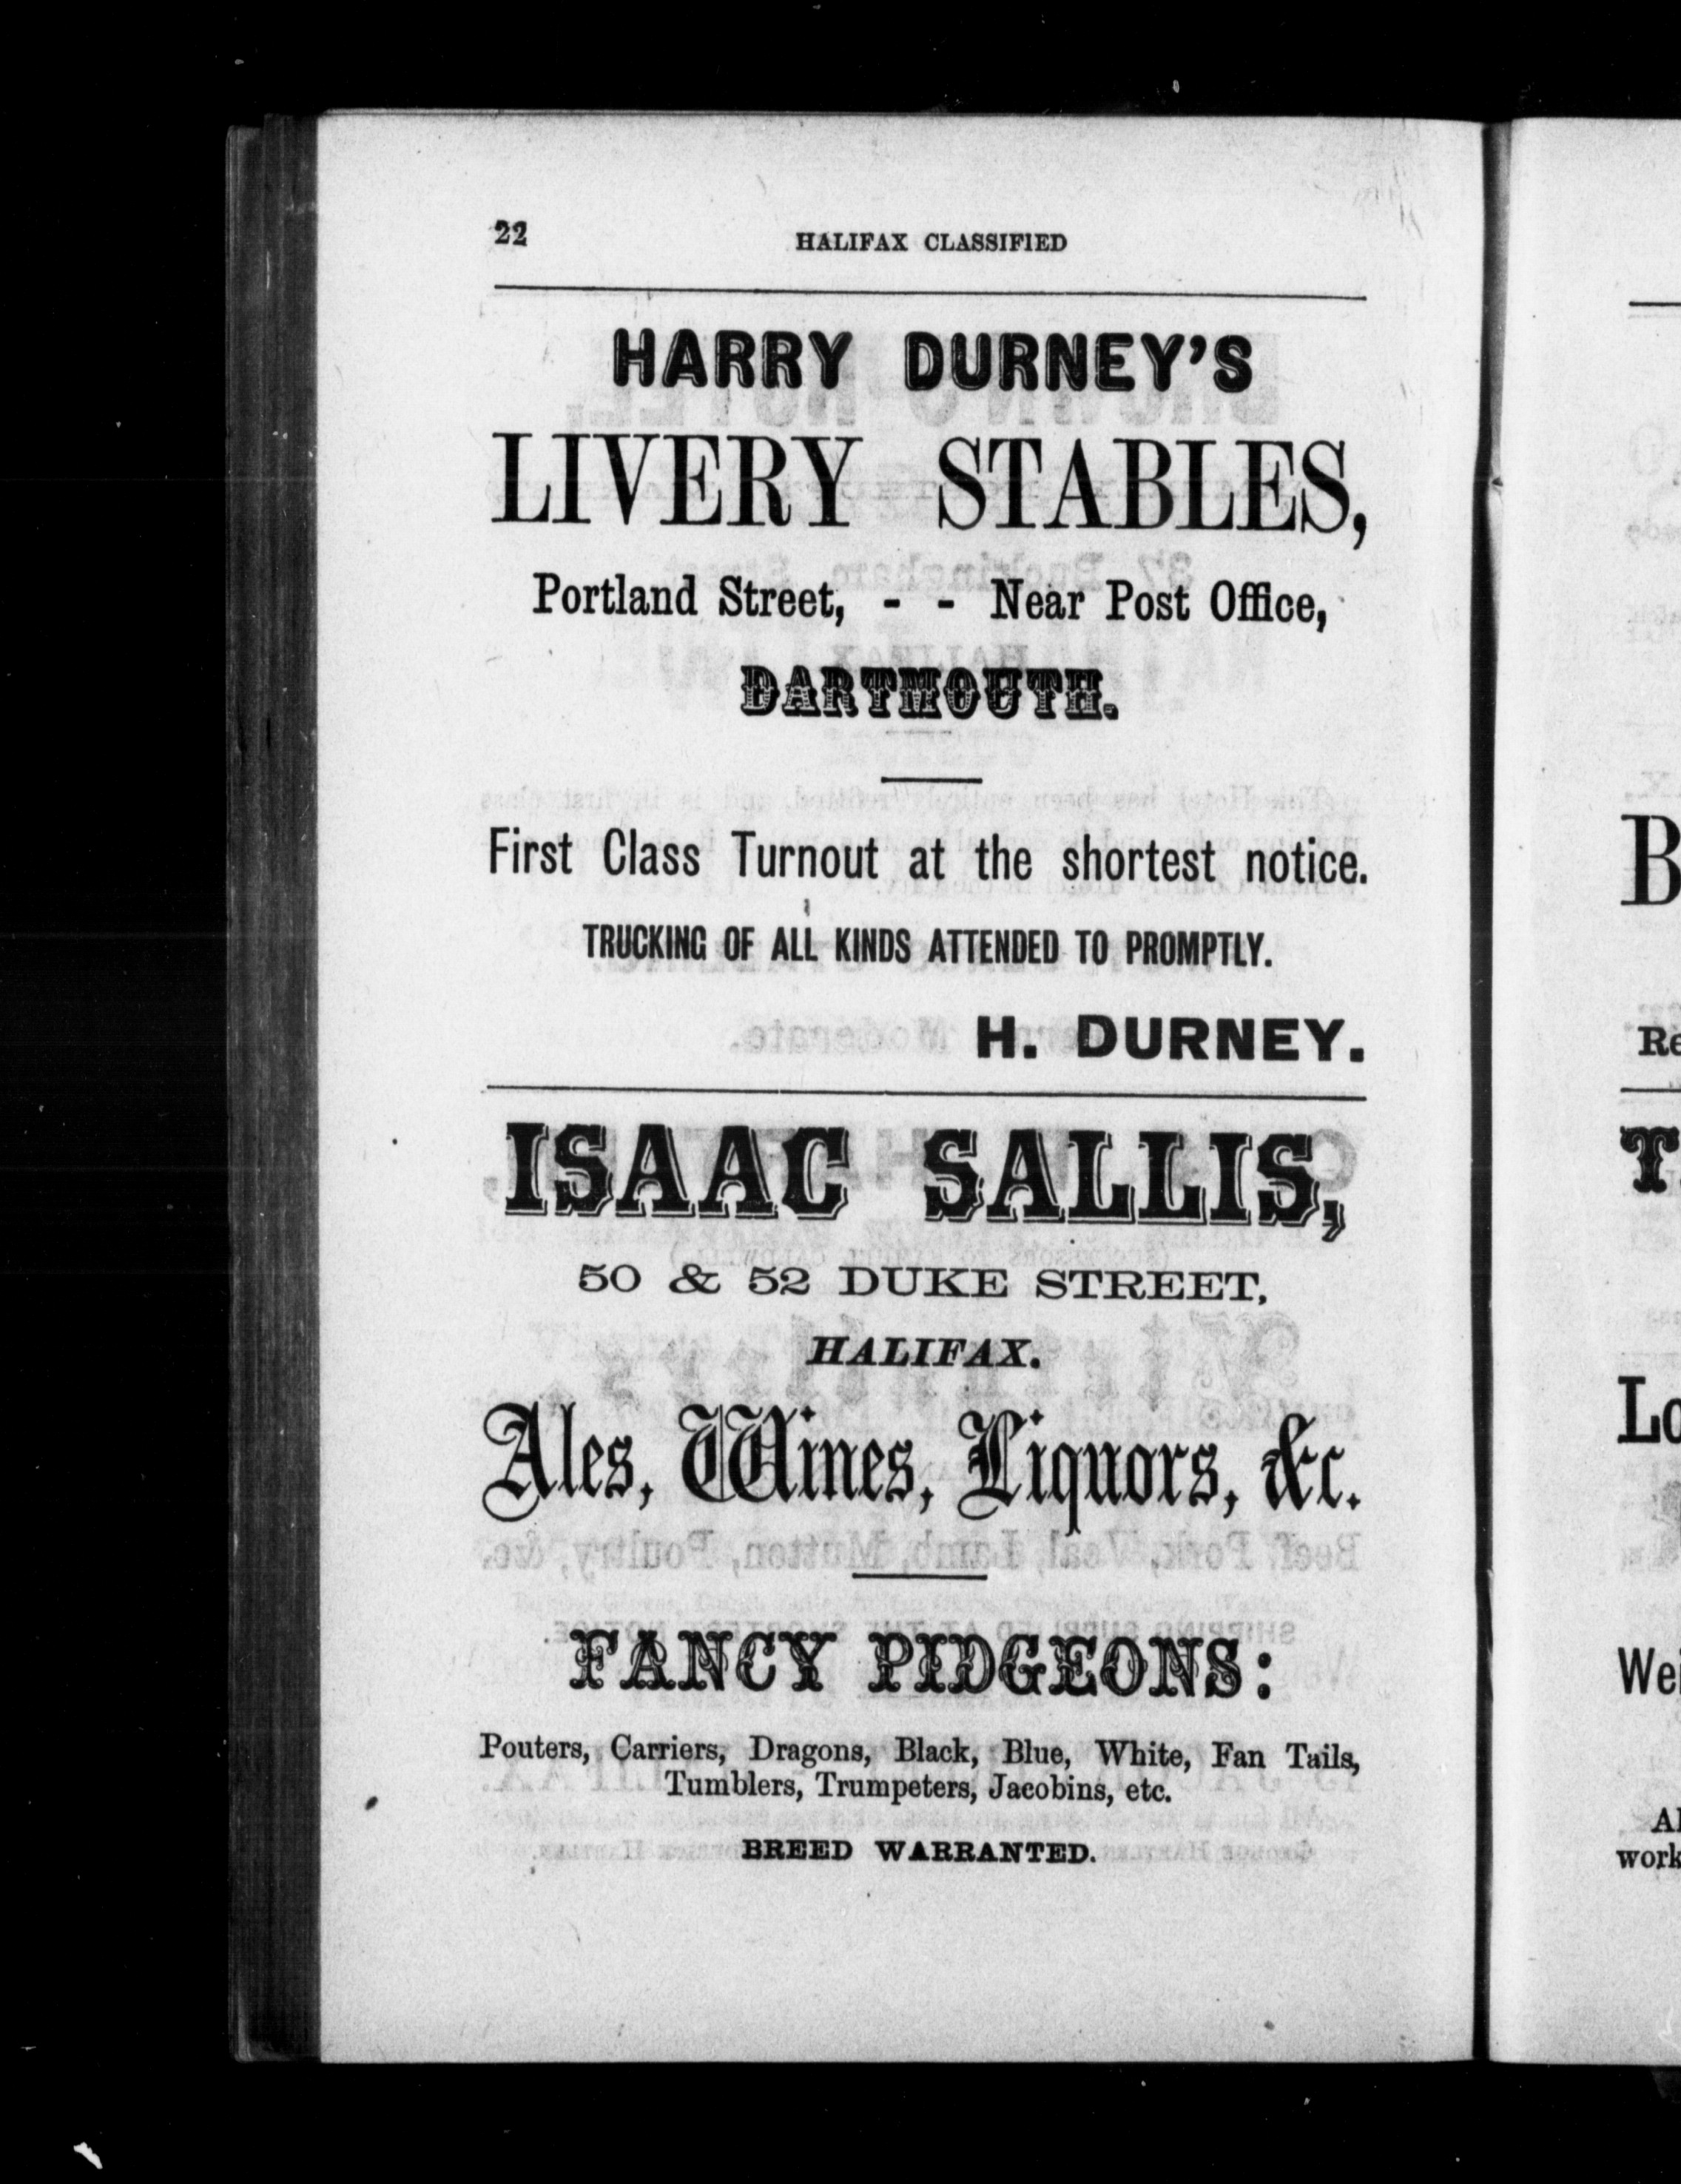 22
HALIFAX CLASSIFIED
HARRY DURNEY'S
LIVERY STABLES,
Portland Street, - - Near Post Office,
DARTMOUTH.
First Class Turnout at the shortest notice.
TRUCKING OF ALL KINDS ATTENDED TO PROMPTLY.
H. DURNEY.
ISAAC SALLIS,
50 & 52 DUKE STREET,
HALIFAX.
Ales, Wines, Liquors, &c.
FANCY PIDGEONS:
Pouters, Carriers, Dragons, Black, Blue, White, Fan Tails,
Tumblers, Trumpeters, Jacobins, etc.
BREED WARRANTED.